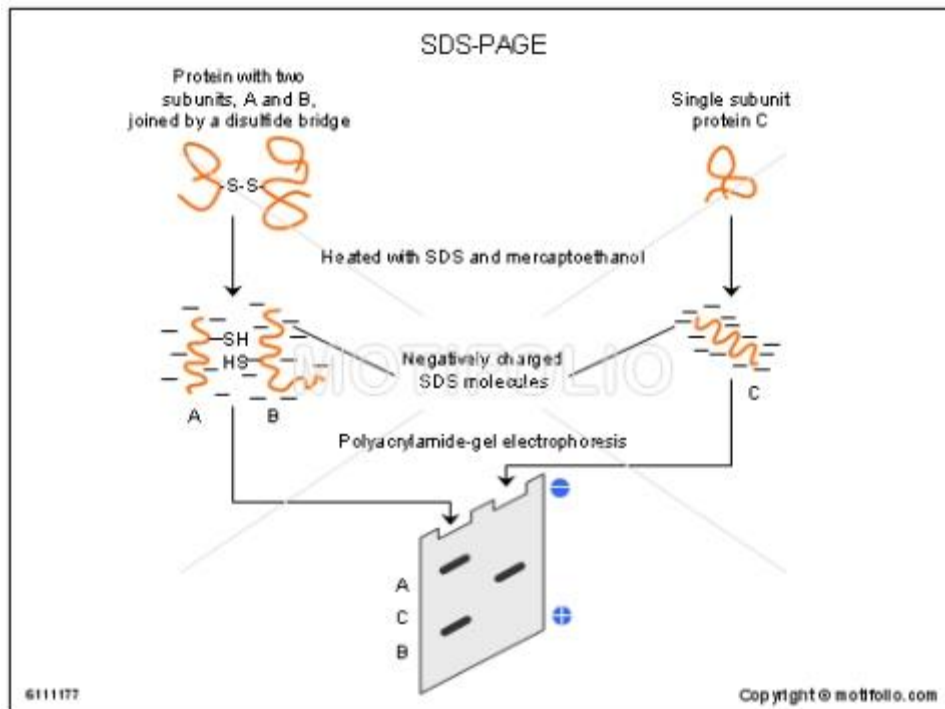 SDS-PAGE
Protein with two
subunits, A and B,
joined by a disulfide bridge
Single subunit
protein C
-S-S-
Heated with SDS and mercaptoethanol
SH
HS
Negatively charged
SDS molecules
MOTIFOLIO
A
B
C
Polyacrylamide-gel electrophoresis
A
C
B
6111177
Copyright © motifolio.com